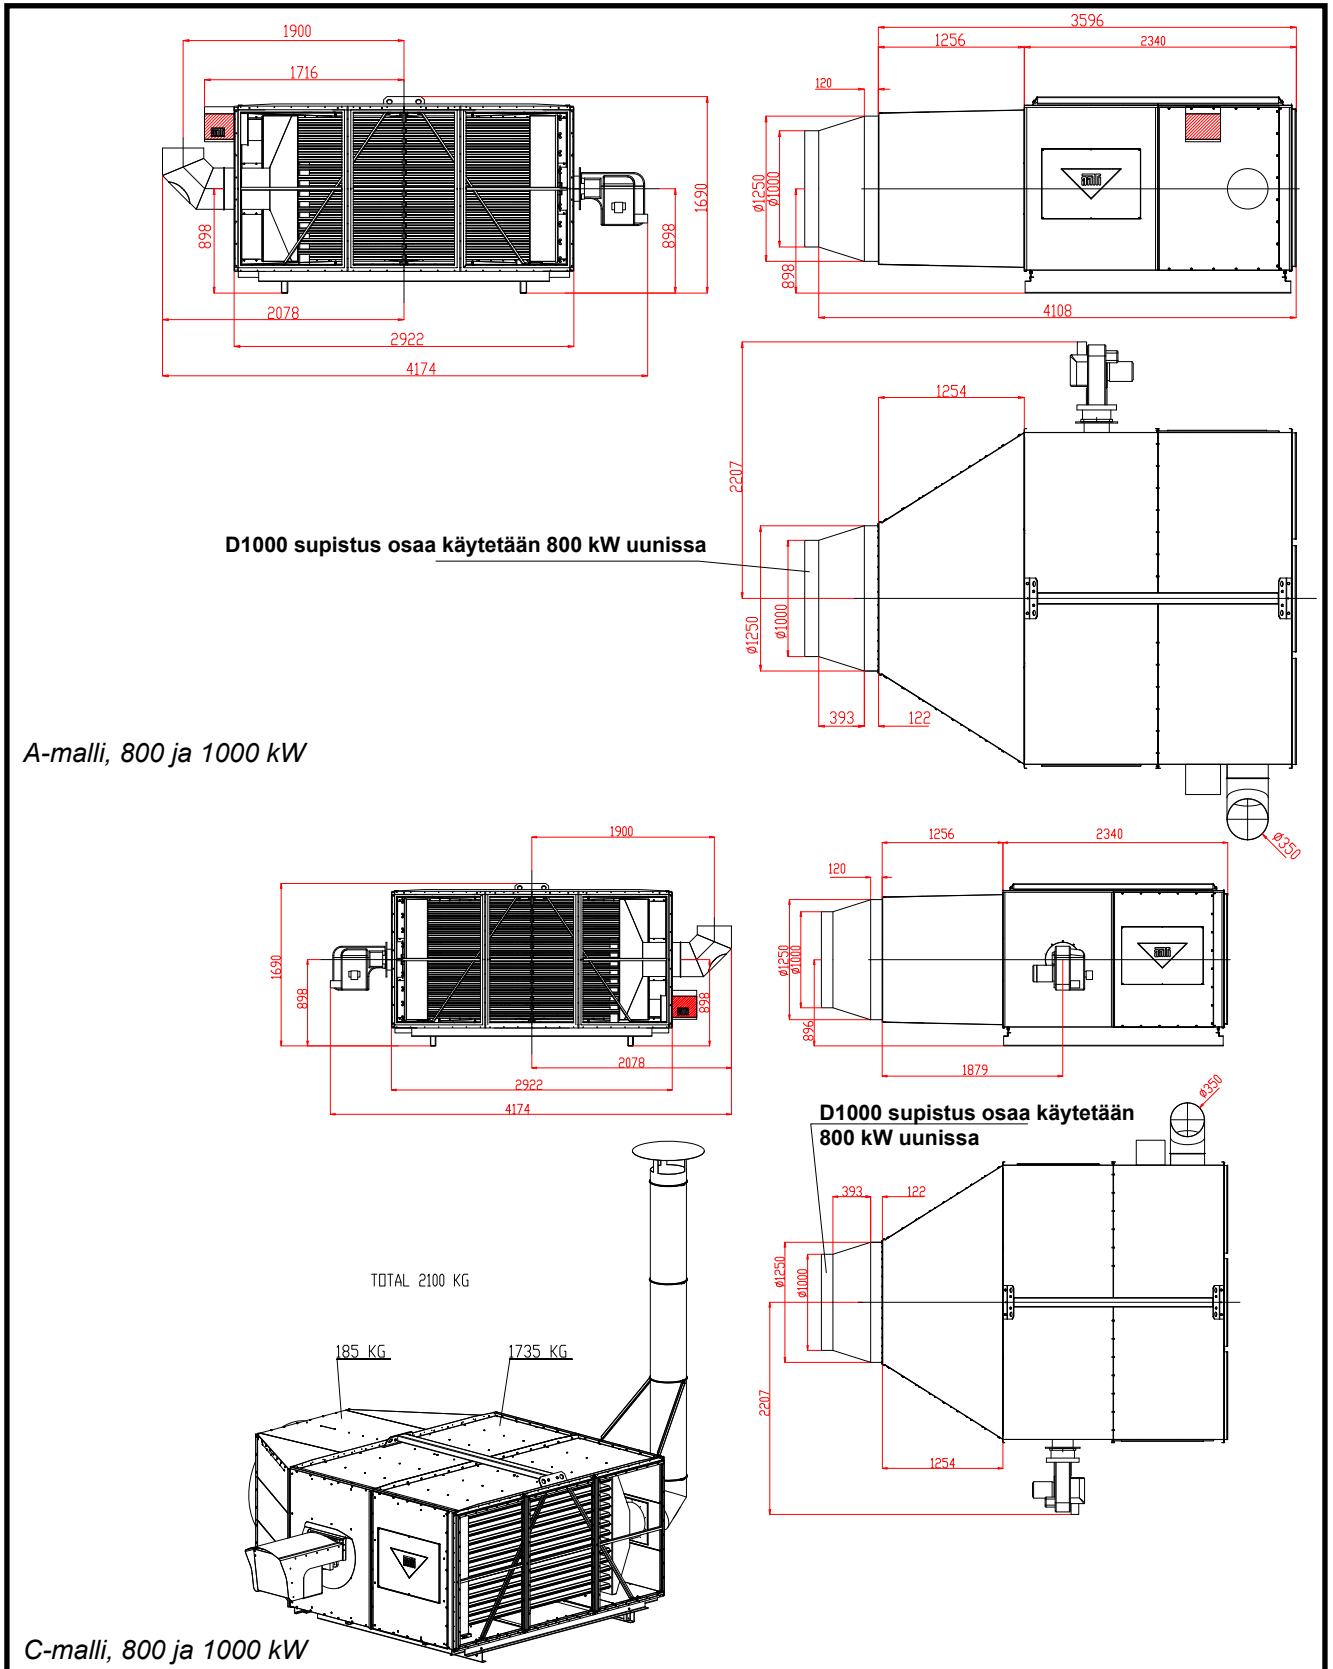 1900
1716
898
898
1690
2078
2922
4174
3596
1256
2340
120
Ø1250
Ø1000
898
4108
2207
1254
Ø1250
Ø1000
393
122
Ø350
D1000 supistus osaa käytetään 800 kW uunissa
A-malli, 800 ja 1000 kW
1900
1690
898
898
2078
2922
4174
1256
2340
120
Ø1250
Ø1000
896
1879
D1000 supistus osaa käytetään
800 kW uunissa
Ø350
393
122
Ø1250
Ø1000
2207
1254
TOTAL 2100 KG
185 KG
1735 KG
C-malli, 800 ja 1000 kW